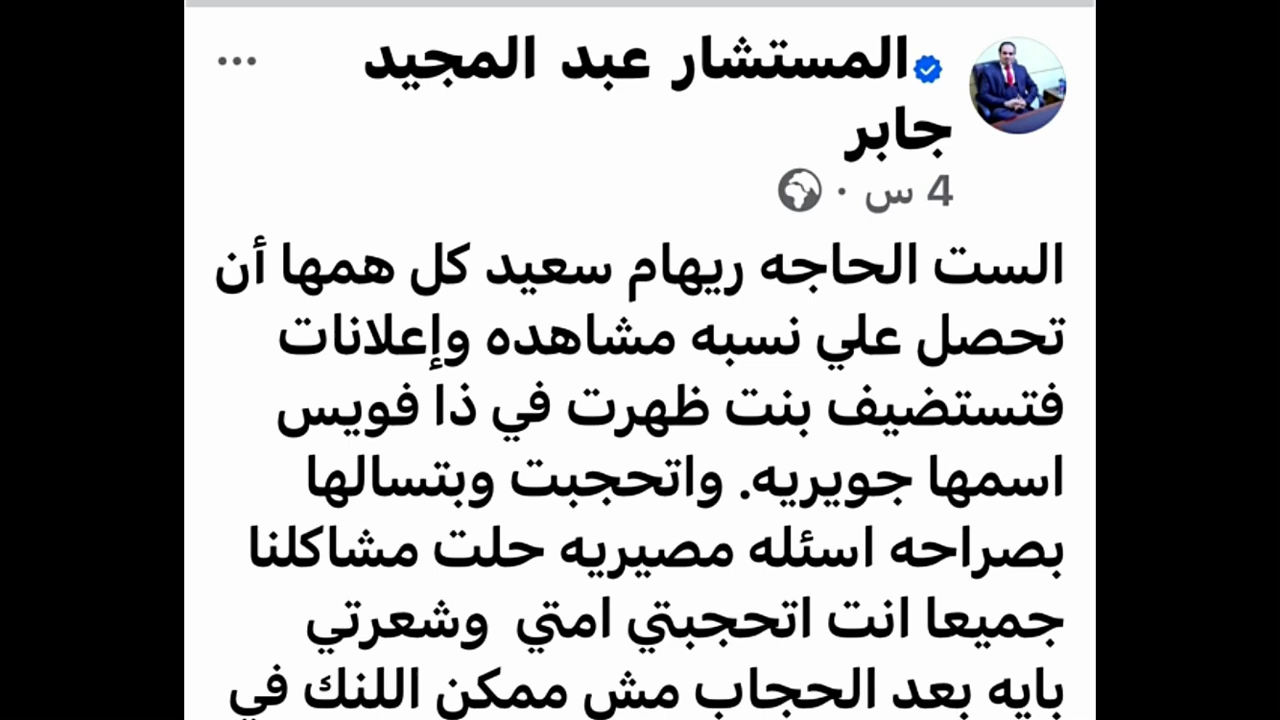 المستشار عبد المجيد
جابر
4 س ·
الست الحاجه ريهام سعيد كل همها أن
تحصل علي نسبه مشاهده وإعلانات
فتستضيف بنت ظهرت في ذا فويس
اسمها جويريه. واتحجبت وبتسالها
بصراحه اسئله مصيريه حلت مشاكلنا
جميعا انت اتحجبتي امتي وشعرتي
بايه بعد الحجاب مش ممكن اللنك في